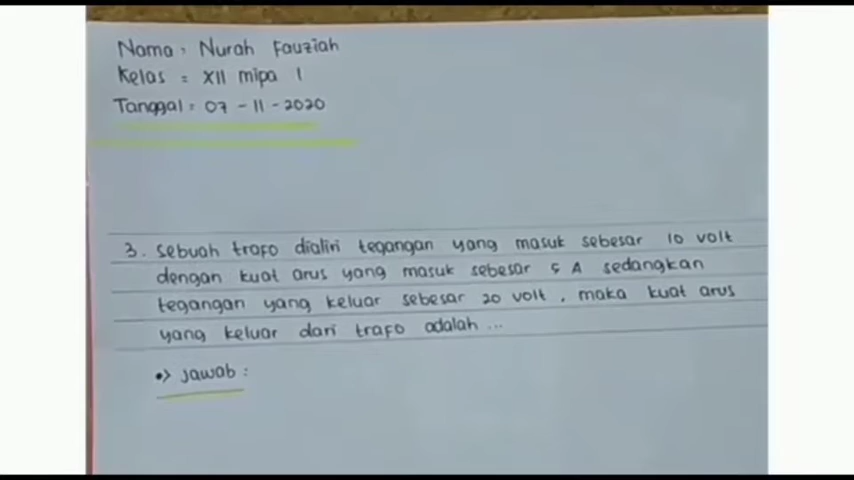 Nama : Nurah Fauziah
Kelas = XII mipa 1
Tanggal : 07 - 11 - 2020
3. Sebuah trafo dialiri tegangan yang masuk sebesar 10 volt
dengan kuat arus yang masuk sebesar 5 A sedangkan
tegangan yang keluar sebesar 20 volt , maka kuat arus
yang keluar dari trafo adalah ...
•> Jawab :